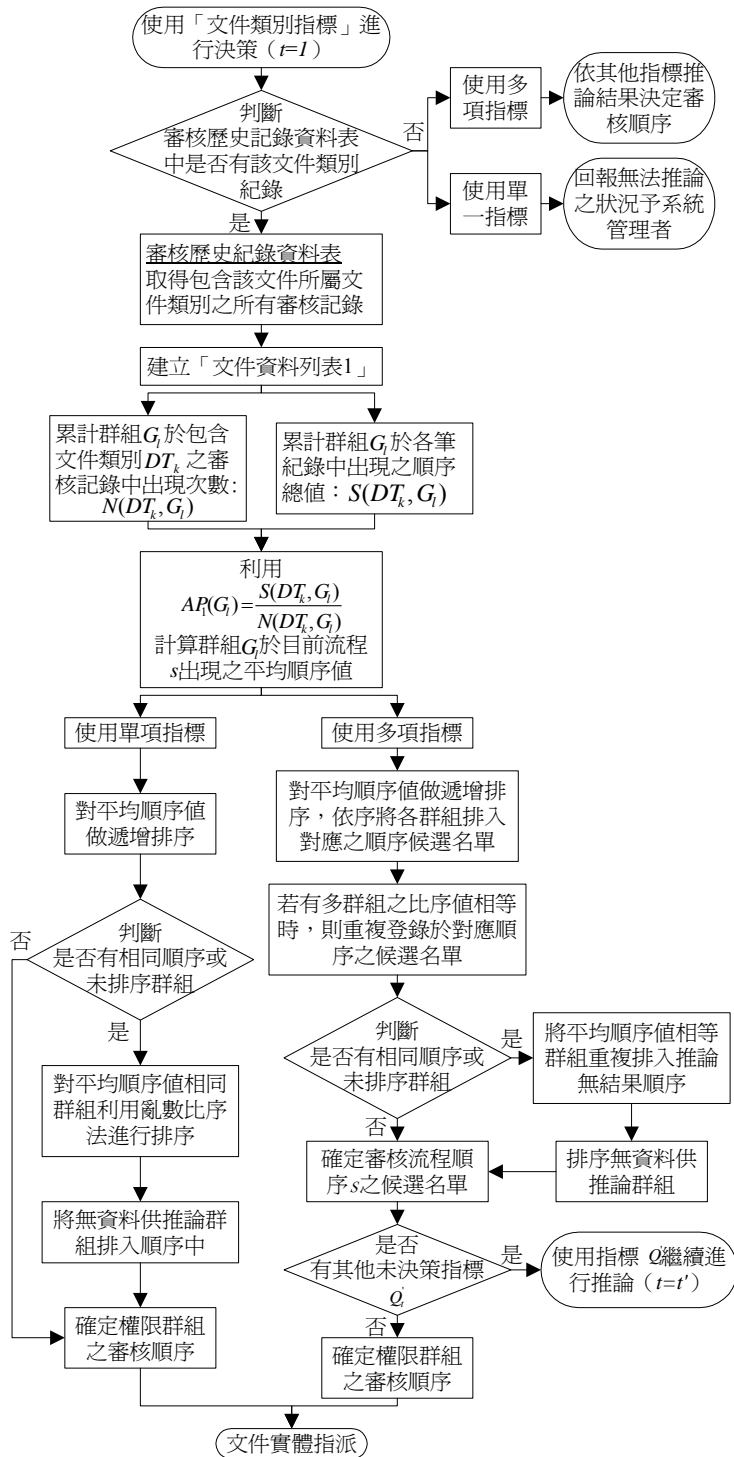 使用「文件類別指標」進
行決策（t=1）
判斷
審核歷史記錄資料表
中是否有該文件類別
紀錄
否
使用多
項指標
依其他指標推
論結果決定審
核順序
使用單
一指標
回報無法推論
之狀況予系統
管理者
是
審核歷史紀錄資料表
取得包含該文件所屬文
件類別之所有審核記錄
建立「文件資料列表1」
累計群組G_l於包含
文件類別DT_k之審
核記錄中出現次數:
N(DT_k,G_l)
累計群組G_l於各筆
紀錄中出現之順序
總值：S(DT_k,G_l)
利用
AP_1(G_l)=S(DT_k,G_l)/N(DT_k,G_l)
計算群組G_l於目前流程
s出現之平均順序值
使用單項指標
使用多項指標
對平均順序值
做遞增排序
對平均順序值做遞增排
序，依序將各群組排入
對應之順序候選名單
若有多群組之比序值相等
時，則重複登錄於對應順
序之候選名單
否
判斷
是否有相同順序或
未排序群組
是
判斷
是否有相同順序或
未排序群組
是
將平均順序值相等
群組重複排入推論
無結果順序
否
對平均順序值相同
群組利用亂數比序
法進行排序
確定審核流程順
序s之候選名單
排序無資料供
推論群組
將無資料供推論群
組排入順序中
是否
有其他未決策指標
Q_t'
是
使用指標 Q_t'繼續進
行推論（t=t'）
否
確定權限群組
之審核順序
確定權限群組
之審核順序
文件實體指派